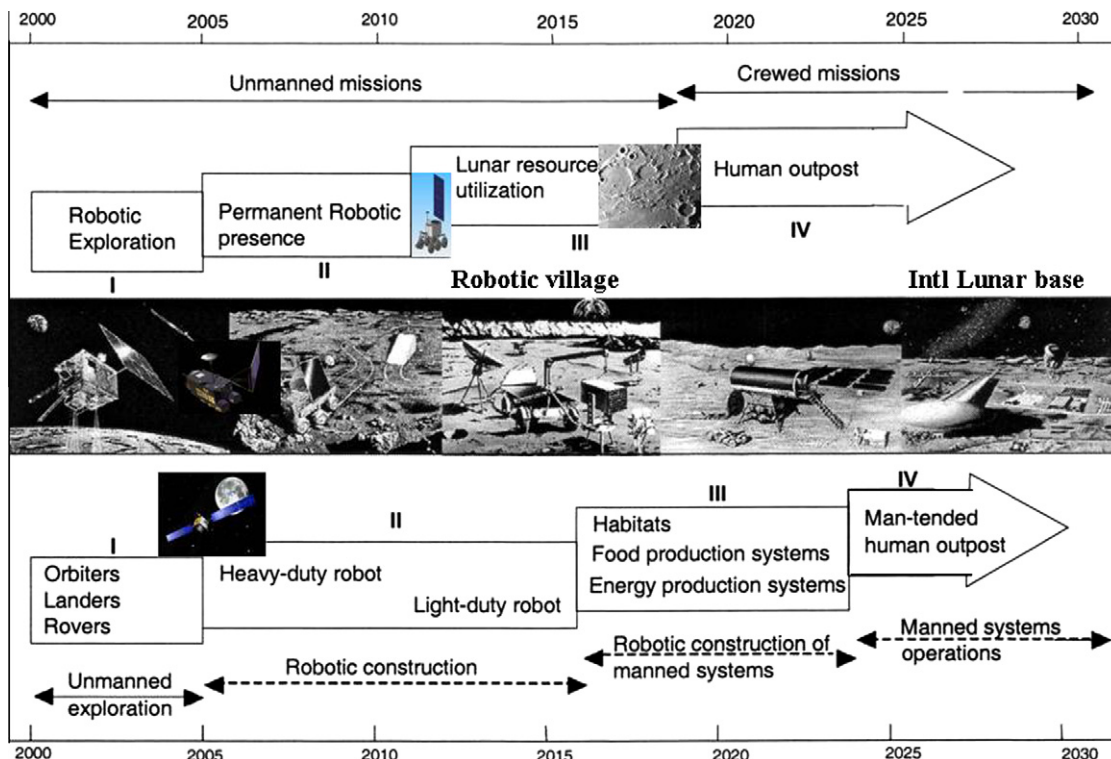 2000 2005 2011 2015 2020 2025 2030
Unmanned missions
Crewed missions
Robotic
Exploration
I
Permanent Robotic
presence
II
Lunar resource
utilization
III
Human outpost
IV
Robotic village
Intl Lunar base
I
Orbiters
Landers
Rovers
II
Heavy-duty robot
Light-duty robot
III
Habitats
Food production systems
Energy production systems
IV
Man-tended
human outpost
Unmanned
exploration
Robotic construction
Robotic construction of
manned systems
Manned systems
operations
2000 2005 2010 2015 2020 2025 2030